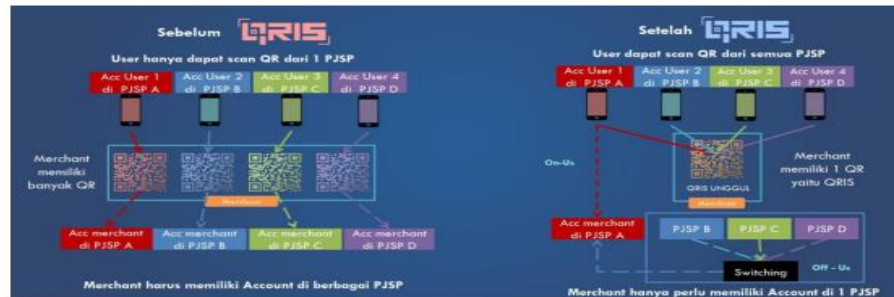 Sebelum QRIS
User hanya dapat scan QR dari 1 PJSP
Acc User 1
di PJSP A
Acc User 2
di PJSP B
Acc User 3
di PJSP C
Acc User 4
di PJSP D
Merchant
memiliki
banyak QR
Merchant
Acc merchant
di PJSP A
Acc merchant
di PJSP B
Acc merchant
di PJSP C
Acc merchant
di PJSP D
Merchant harus memiliki Account di berbagai PJSP
Setelah QRIS
User dapat scan QR dari semua PJSP
Acc User 1
di PJSP A
Acc User 2
di PJSP B
Acc User 3
di PJSP C
Acc User 4
di PJSP D
On-Us
QRIS UNGGUL
Merchant
Merchant
memiliki 1 QR
yaitu QRIS
Acc merchant
di PJSP A
PJSP B
PJSP C
PJSP D
Switching
Off - Us
Merchant hanya perlu memiliki Account di 1 PJSP